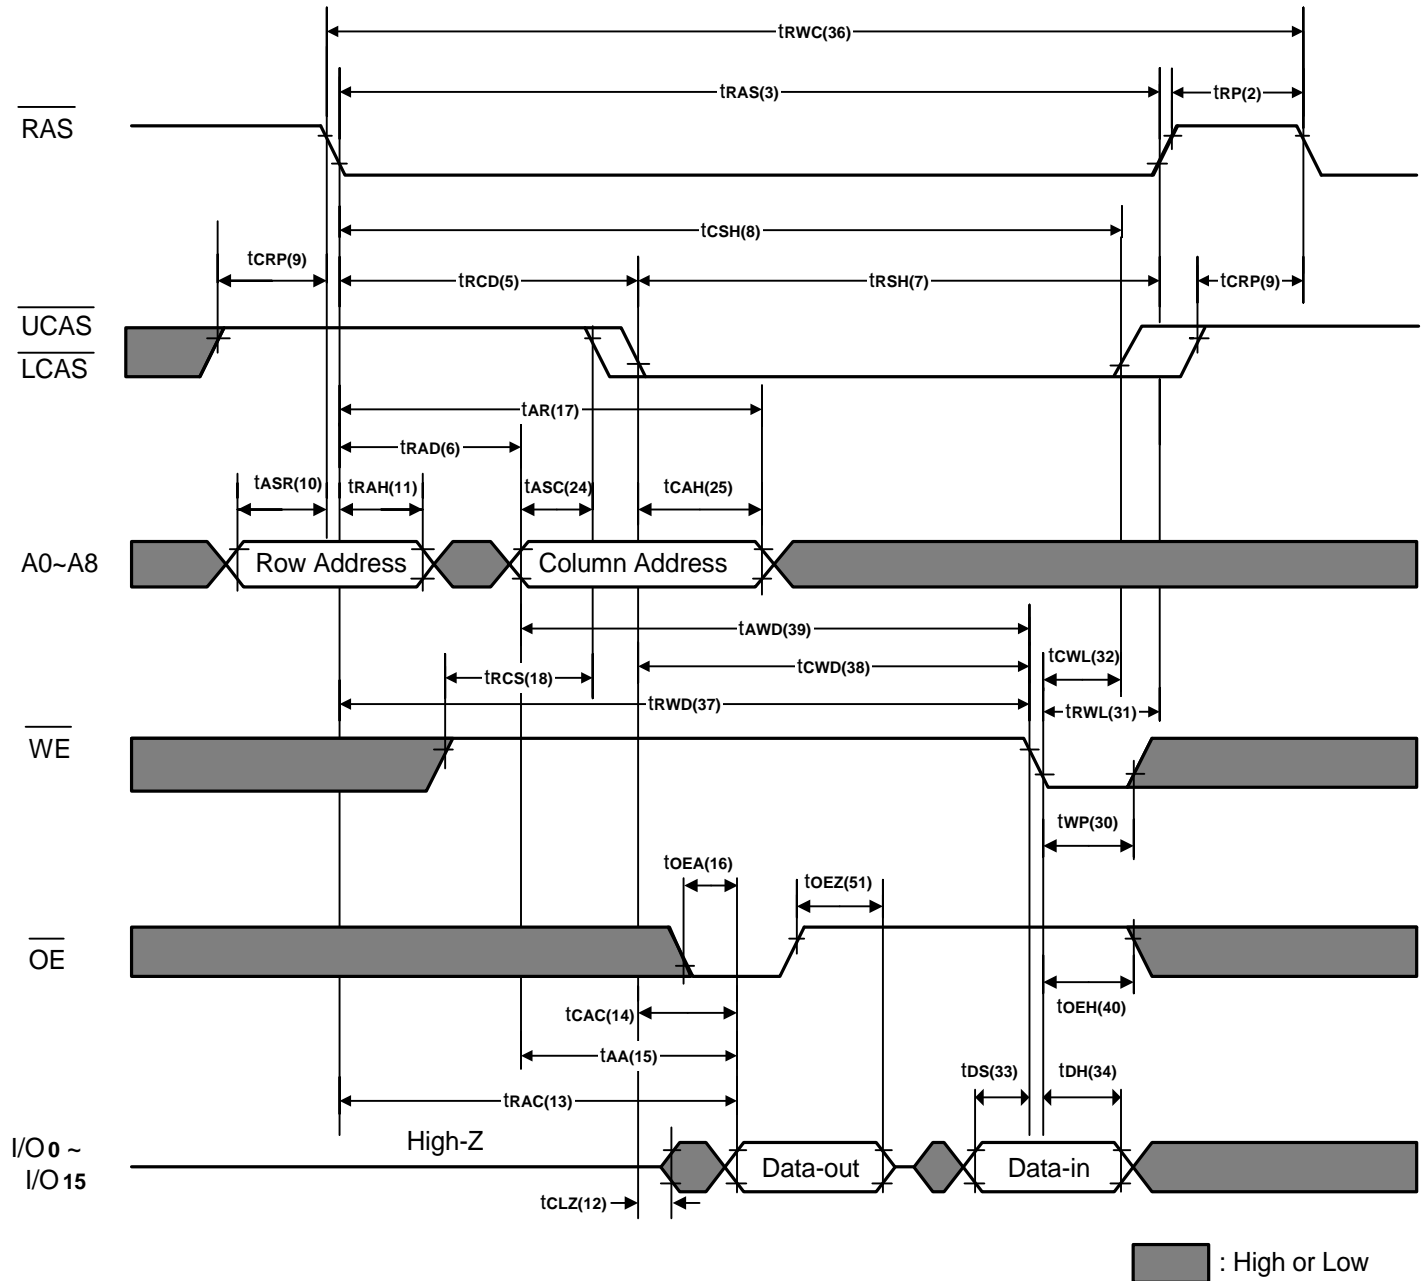 tRWC(36)
tRAS(3)
tRP(2)
RAS
tCSH(8)
tCRP(9)
tRCD(5)
tRSH(7)
tCRP(9)
UCAS
LCAS
tAR(17)
tRAD(6)
tASR(10)
tRAH(11)
tASC(24)
tCAH(25)
A0~A8
Row Address
Column Address
tAWD(39)
tCWD(38)
tCWL(32)
tRCS(18)
tRWD(37)
tRWL(31)
WE
tWP(30)
tOEA(16)
tOEZ(51)
OE
tOEH(40)
tCAC(14)
tAA(15)
tDS(33)
tDH(34)
tRAC(13)
I/O 0 ~
I/O 15
High-Z
Data-out
Data-in
tCLZ(12)
: High or Low